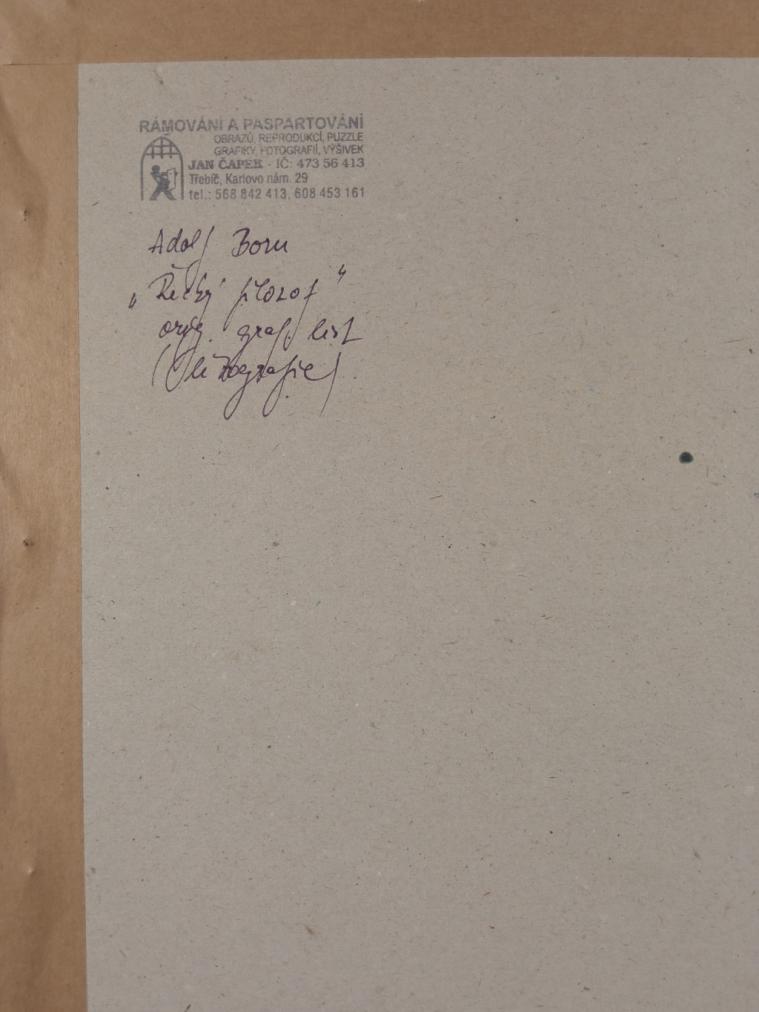 RÁMOVÁNÍ A PASPARTOVÁNÍ
OBRAZŮ, REPRODUKCÍ, PUZZLE
GRAFIKY, FOTOGRAFIÍ, VÝŠIVEK
JAN ČAPEK - IČ: 473 56 413
Třebíč, Karlovo nám. 29
tel.: 568 842 413, 608 453 161
Adolf Born
„Řecký filozof"
orig. graf. list
(litografie)